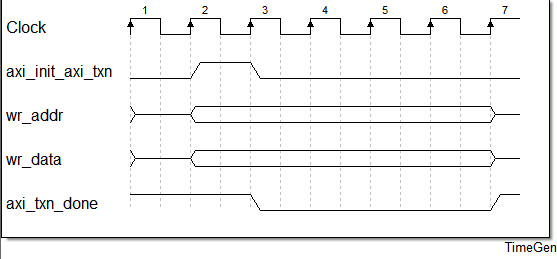 1 2 3 4 5 6 7
Clock
axi_init_axi_txn
wr_addr
wr_data
axi_txn_done
TimeGen